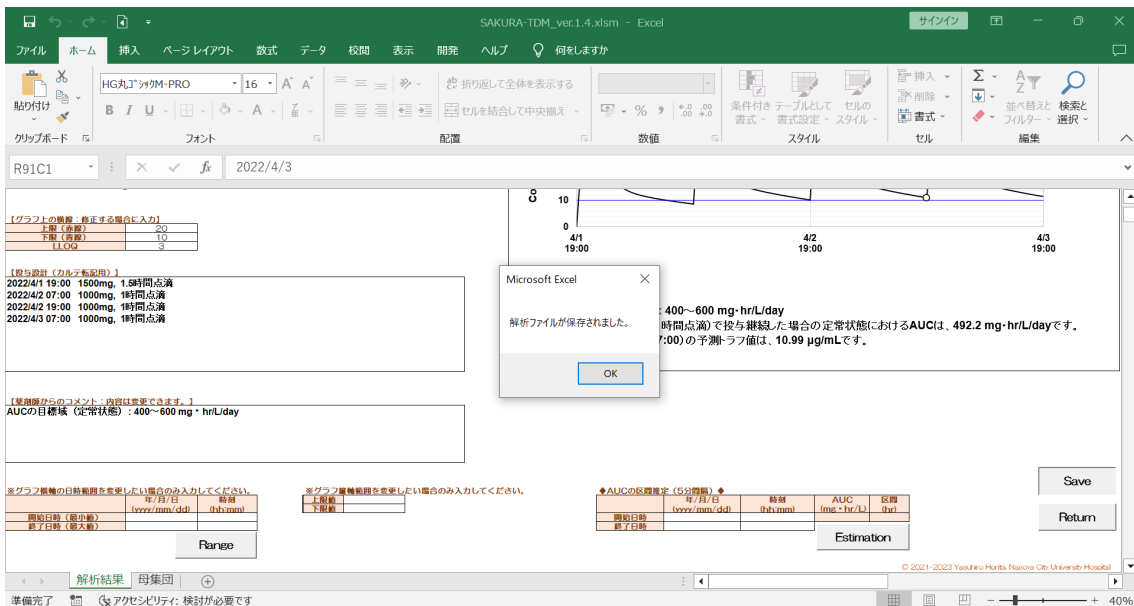 SAKURA-TDM_ver.1.4.xlsm - Excel
サインイン
ファイル ホーム 挿入 ページ レイアウト 数式 データ 校閲 表示 開発 ヘルプ 何をしますか
HG丸ｺﾞｼｯｸM-PRO 16
折り返して全体を表示する
挿入
貼り付け
削除
B I U
セルを結合して中央揃え
条件付き書式 テーブルとして書式設定 セルのスタイル
書式
並べ替えとフィルター 検索と選択
クリップボード フォント 配置 数値 スタイル セル 編集
R91C1 fx 2022/4/3
10
0
4/1 4/2 4/3
19:00 19:00 19:00
【グラフ上の横線：修正する場合に入力】
上限（赤線） 20
下限（青線） 10
LLOQ 3
【投与設計（カルテ転記用）】
2022/4/1 19:00 1500mg, 1.5時間点滴
2022/4/2 07:00 1000mg, 1時間点滴
2022/4/2 19:00 1000mg, 1時間点滴
2022/4/3 07:00 1000mg, 1時間点滴
Microsoft Excel
解析ファイルが保存されました。
OK
: 400～600 mg･hr/L/day
時間点滴)で投与継続した場合の定常状態におけるAUCは、492.2 mg･hr/L/dayです。
7:00)の予測トラフ値は、10.99 μg/mLです。
【薬剤師からのコメント：内容は変更できます。】
AUCの目標域（定常状態）: 400～600 mg・hr/L/day
※グラフ横軸の日時範囲を変更したい場合のみ入力してください。
年/月/日 時刻
(yyyy/mm/dd) (hh:mm)
開始日時（最小値）
終了日時（最大値）
Range
※グラフ縦軸範囲を変更したい場合のみ入力してください。
上限値
下限値
◆AUCの区間推定（5分間隔）◆
年/月/日 時刻 AUC 区間
(yyyy/mm/dd) (hh:mm) (mg・hr/L) (hr)
開始日時
終了日時
Estimation
Save
Return
© 2021-2023 Yasuhiro Horita, Nagoya City University Hospital
解析結果 母集団
準備完了 アクセシビリティ: 検討が必要です 40%